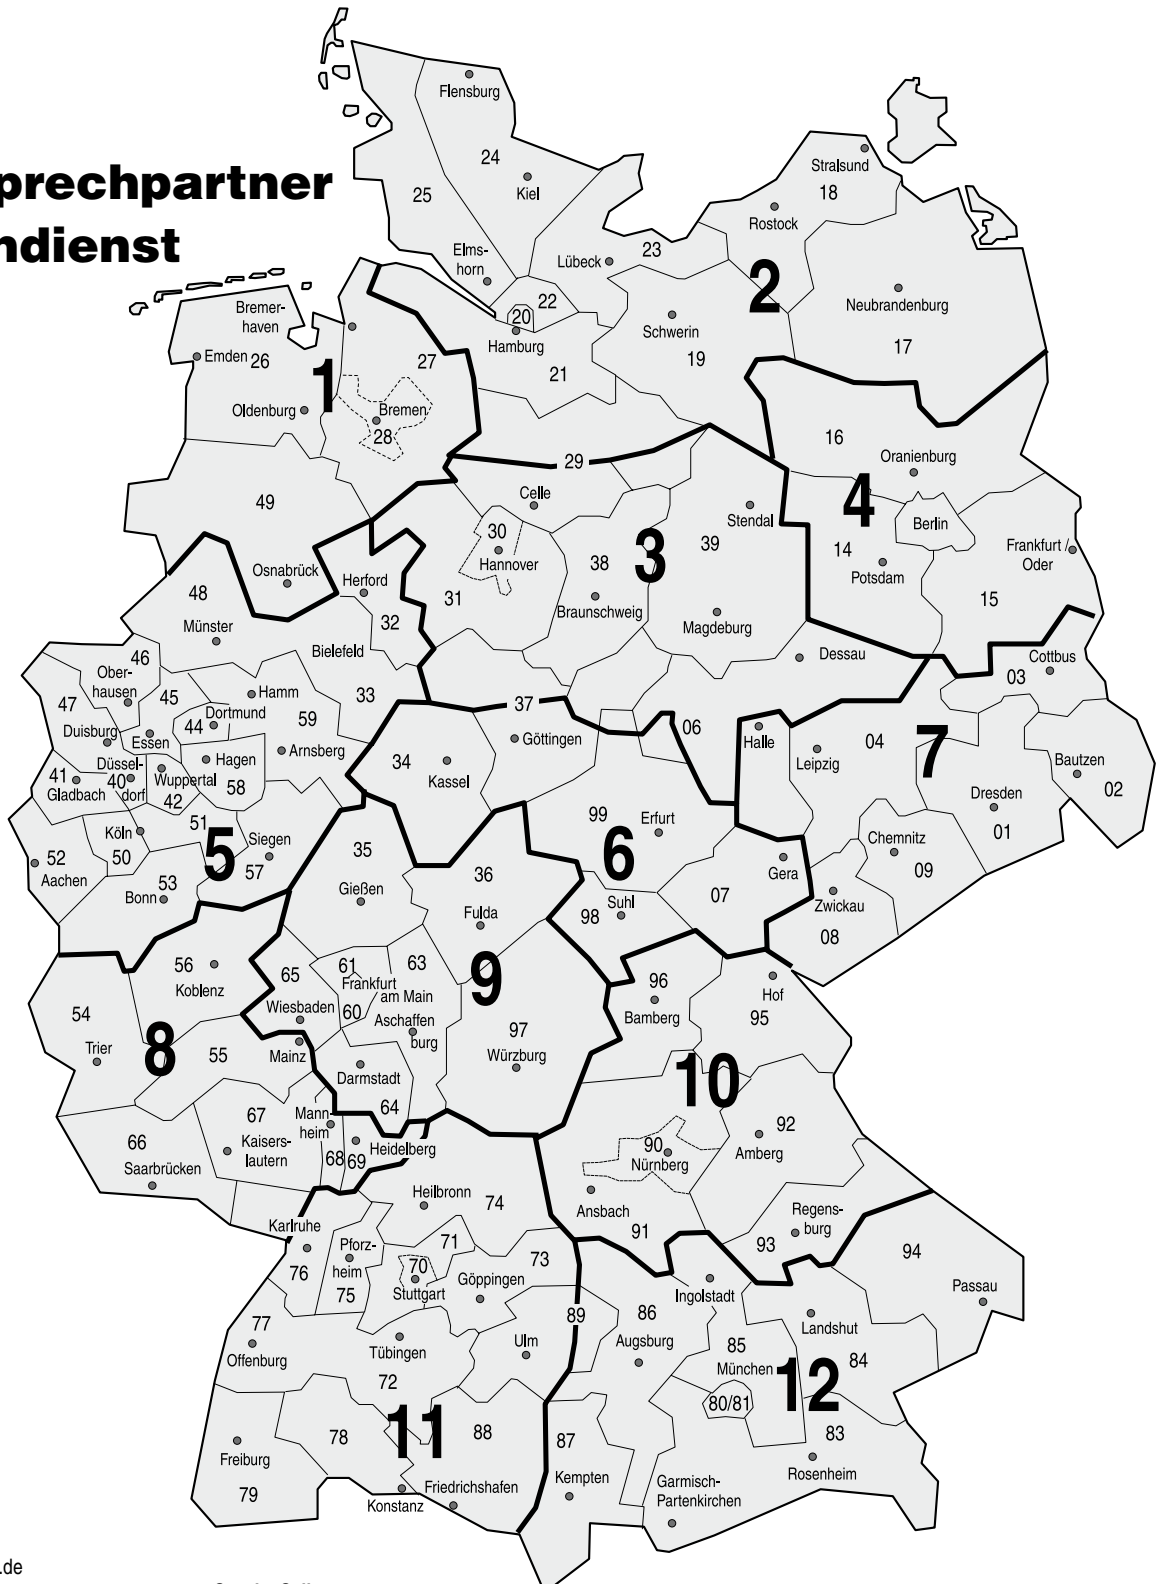 prechpartner
ndienst
Flensburg
24
Kiel
25
Elms-
horn
Stralsund
18
Rostock
23
Lübeck
2
22
20
Hamburg
Schwerin
19
21
Neubrandenburg
17
Bremer-
haven
Emden
26
1
27
Oldenburg
Bremen
28
16
Oranienburg
4
Berlin
14
Potsdam
Frankfurt /
Oder
15
29
Celle
Stendal
49
30
Hannover
38
3
39
31
Braunschweig
Magdeburg
Osnabrück
Herford
48
32
Münster
Bielefeld
Dessau
Cottbus
03
46
Ober-
hausen
45
47
Hamm
33
Dortmund
44
59
Duisburg
Essen
Arnsberg
37
Göttingen
06
Halle
04
7
Leipzig
Bautzen
02
Düssel-
dorf
40
41
Gladbach
Hagen
Wuppertal
42
58
34
Kassel
Dresden
01
51
Köln
50
5
Siegen
57
52
Aachen
53
Bonn
99
Erfurt
6
Chemnitz
09
35
Gießen
36
Fulda
Gera
07
Zwickau
08
Suhl
98
9
56
Koblenz
65
61
63
Frankfurt
am Main
Wiesbaden
60
Aschaffen
burg
96
Bamberg
Hof
95
54
Trier
8
55
Mainz
97
Würzburg
Darmstadt
64
10
67
Mann-
heim
Kaisers-
lautern
66
Saarbrücken
68
69
Heidelberg
92
Amberg
90
Nürnberg
Ansbach
91
Regens-
burg
93
Heilbronn
74
Karlruhe
Pforz-
heim
76
75
71
70
Stuttgart
73
Göppingen
94
Passau
Ingolstadt
86
89
Augsburg
Landshut
77
Offenburg
Tübingen
Ulm
85
München
84
12
80/81
72
11
78
88
87
83
Freiburg
79
Konstanz
Friedrichshafen
Kempten
Garmisch-
Partenkirchen
Rosenheim
.de